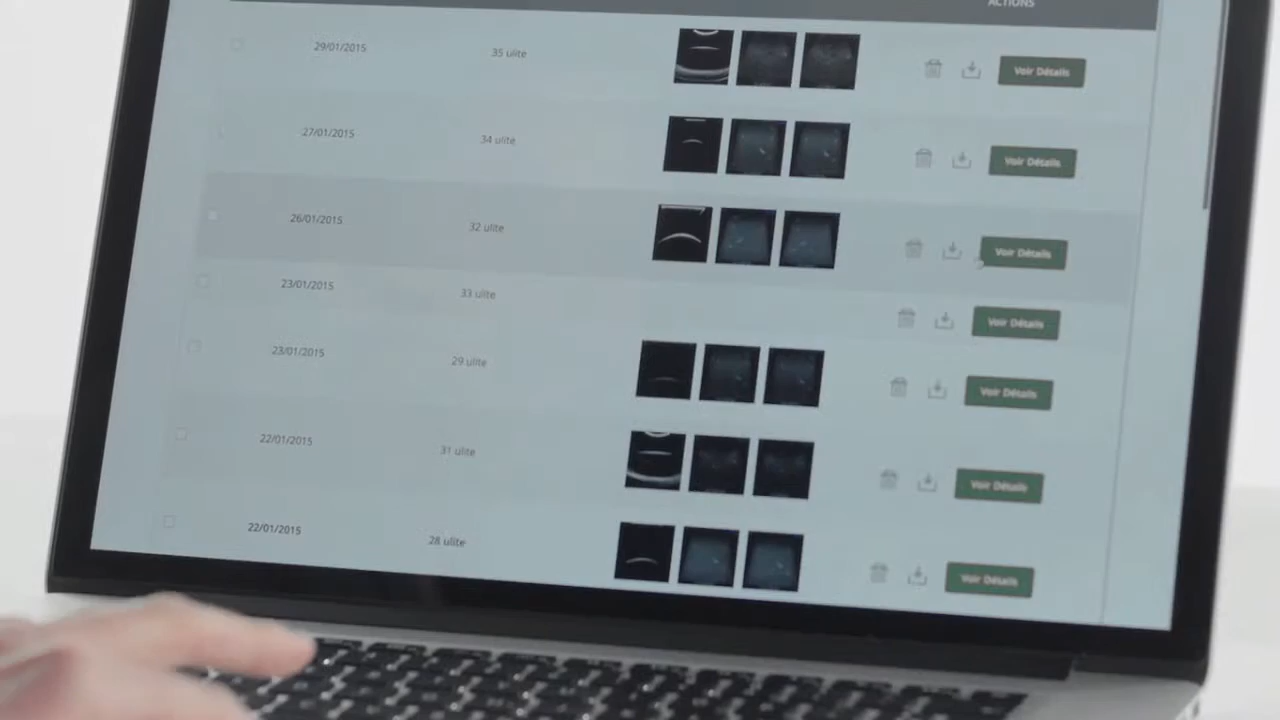 ACTIONS
29/01/2015 35 ulite Voir Détails
27/01/2015 34 ulite Voir Détails
26/01/2015 32 ulite Voir Détails
23/01/2015 33 ulite Voir Détails
23/01/2015 29 ulite Voir Détails
22/01/2015 31 ulite Voir Détails
22/01/2015 28 ulite Voir Détails